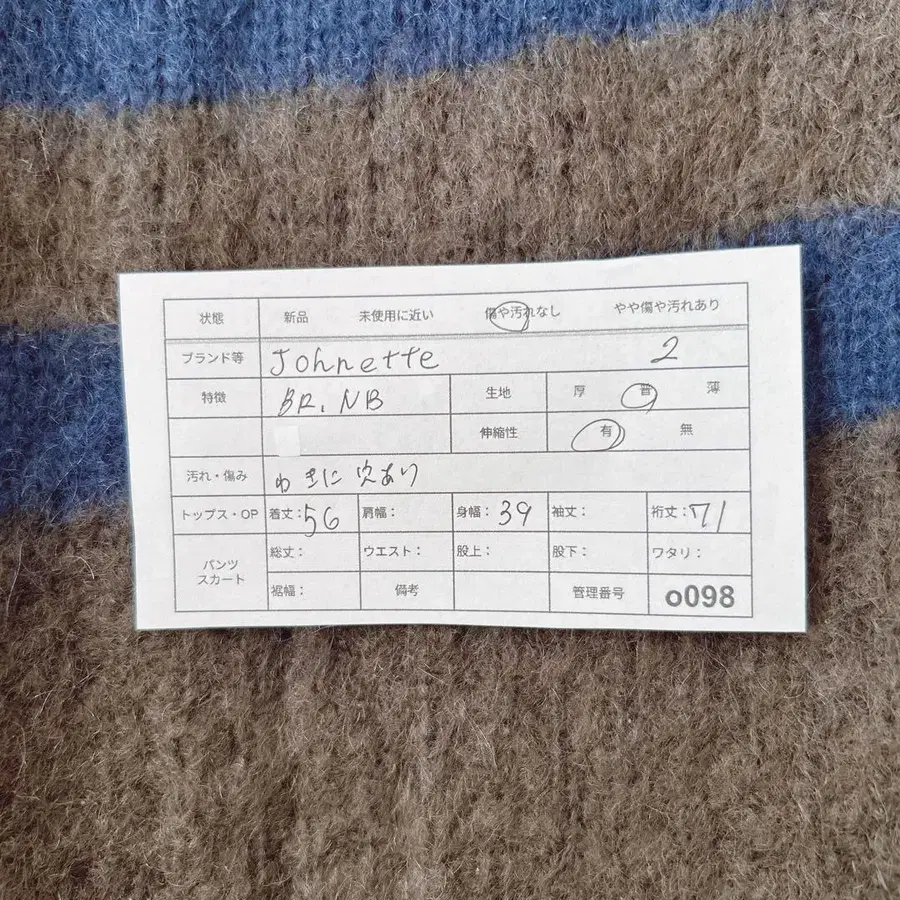 状態 新品 未使用に近い 傷や汚れなし やや傷や汚れあり
ブランド等 Johnette 2
特徴 BR, NB 生地 厚 普 薄
伸縮性 有 無
汚れ・傷み わきに穴あり
トップス・OP 着丈:56 肩幅: 身幅:39 袖丈: 裄丈:71
パンツ スカート 総丈: ウエスト: 股上: 股下: ワタリ:
裾幅: 備考 管理番号 o098